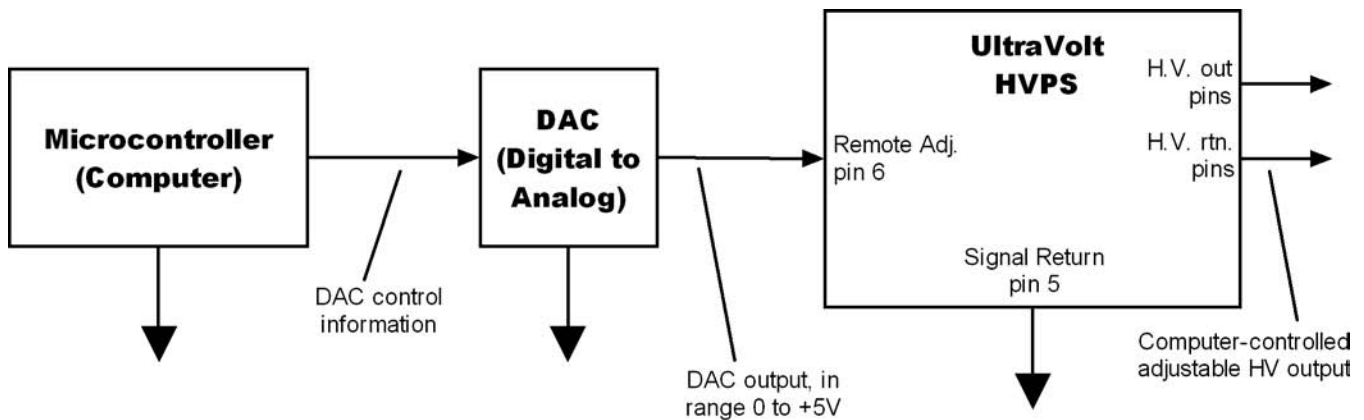 Microcontroller
(Computer)
DAC
(Digital to
Analog)
UltraVolt
HVPS
H.V. out
pins
H.V. rtn.
pins
Remote Adj.
pin 6
Signal Return
pin 5
DAC control
information
DAC output, in
range 0 to +5V
Computer-controlled
adjustable HV output